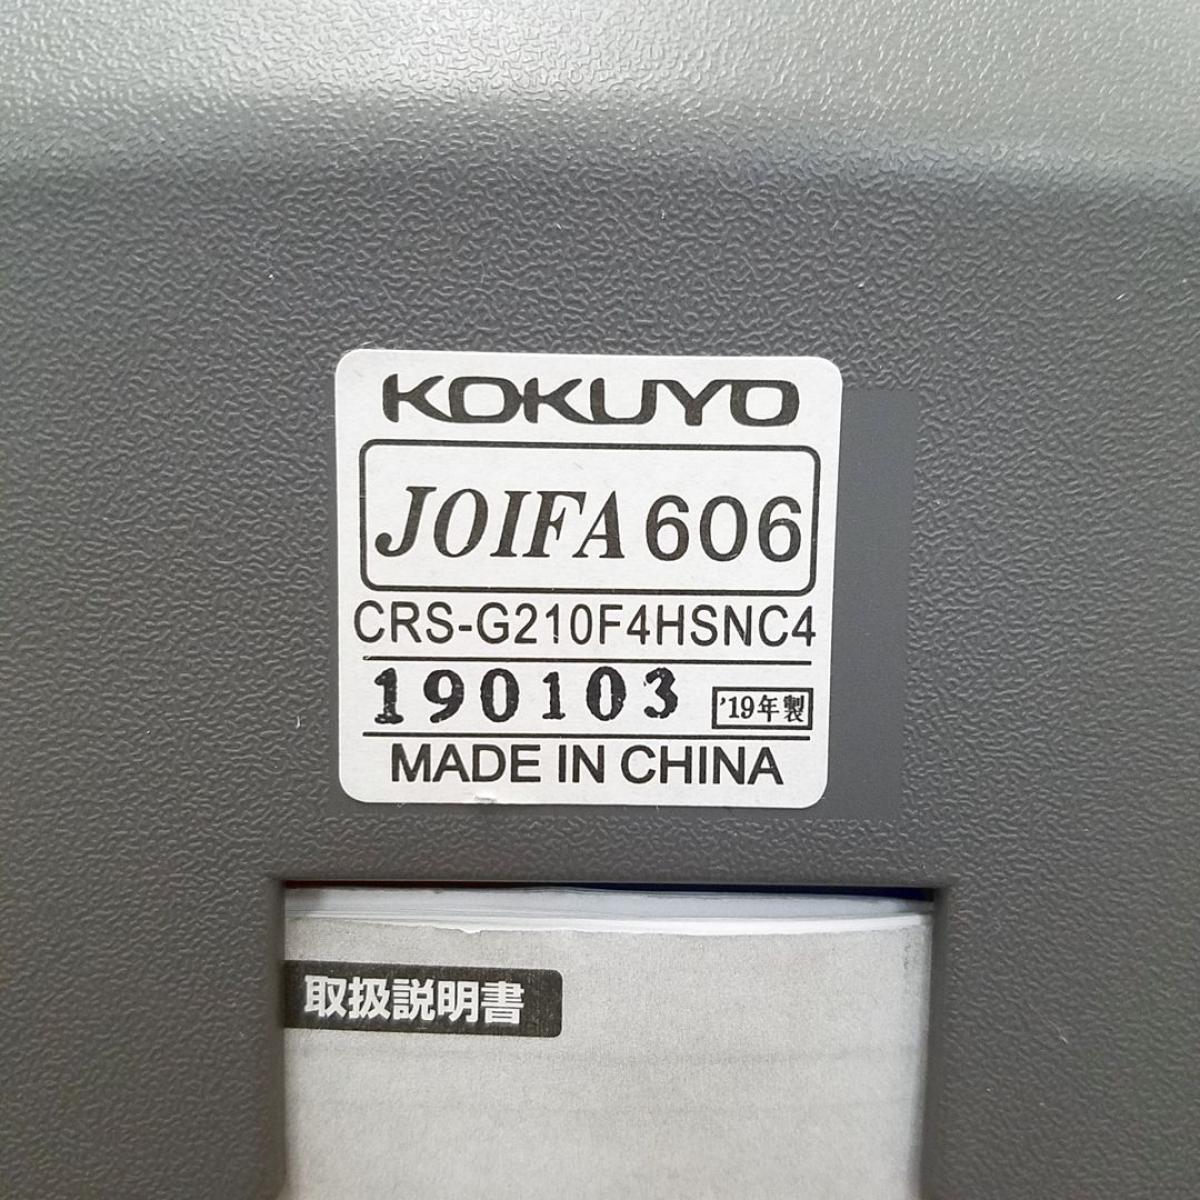 KOKUYO
JOIFA 606
CRS-G210F4HSNC4
190103 '19年製
MADE IN CHINA
取扱説明書